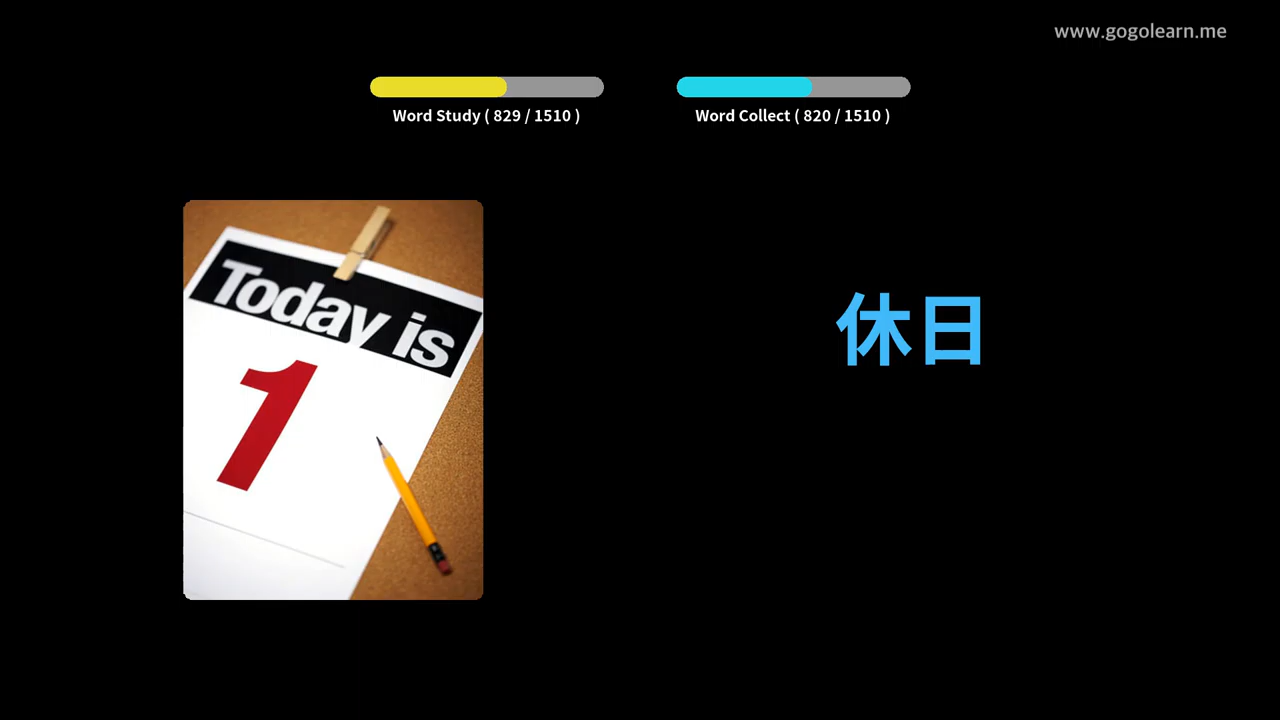 www.gogolearn.me
Word Study ( 829 / 1510 )
Word Collect ( 820 / 1510 )
Today is
1
休日